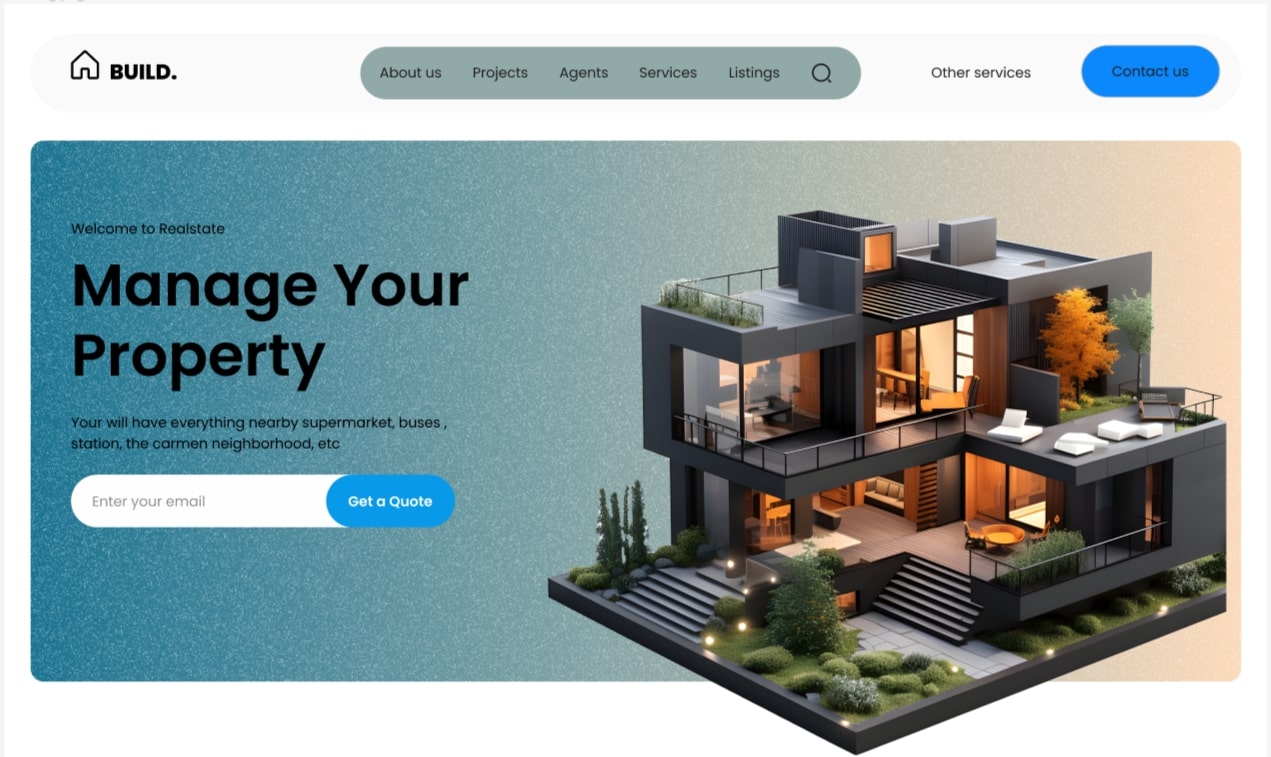 BUILD.
About us
Projects
Agents
Services
Listings
Other services
Contact us
Welcome to Realstate
Manage Your
Property
Your will have everything nearby supermarket, buses ,
station, the carmen neighborhood, etc
Enter your email
Get a Quote